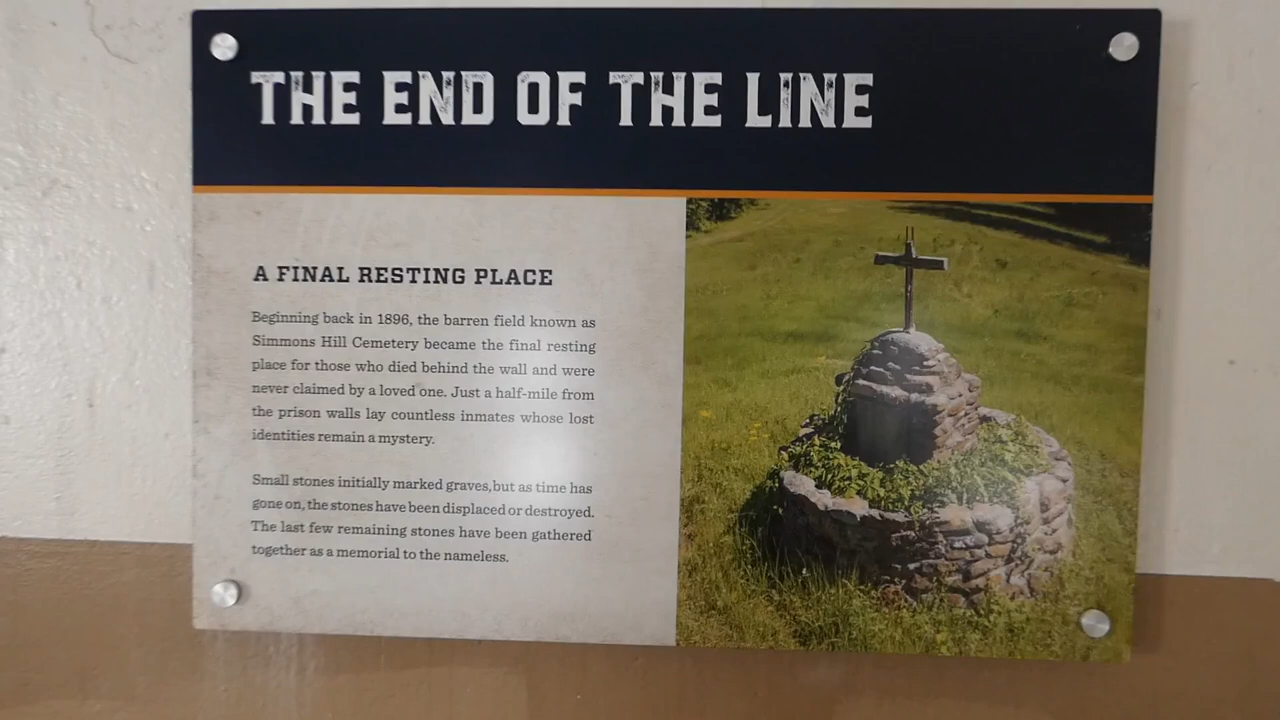 THE END OF THE LINE
A FINAL RESTING PLACE
Beginning back in 1896, the barren field known as
Simmons Hill Cemetery became the final resting
place for those who died behind the wall and were
never claimed by a loved one. Just a half-mile from
the prison walls lay countless inmates whose lost
identities remain a mystery.
Small stones initially marked graves, but as time has
gone on, the stones have been displaced or destroyed.
The last few remaining stones have been gathered
together as a memorial to the nameless.